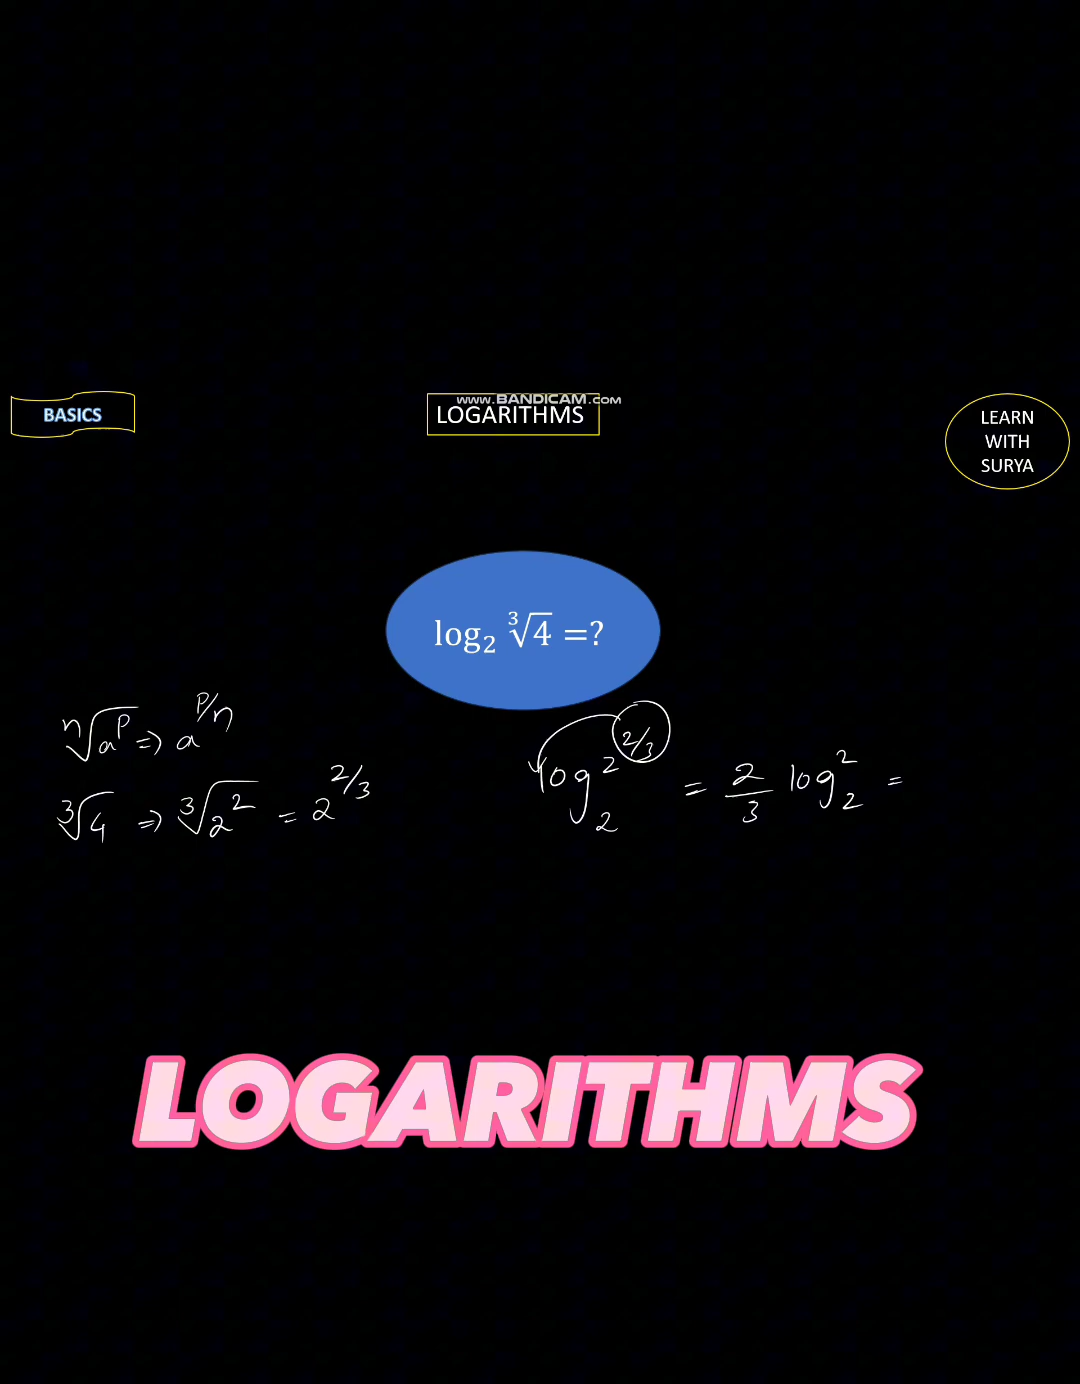 www.BANDICAM.com
BASICS
LOGARITHMS
LEARN
WITH
SURYA
log₂ ∛4 =?
ⁿ√aᵖ => a^p/n
∛4 => ∛2² = 2^2/3
log₂ 2^2/3 = 2/3 log₂ 2 =
LOGARITHMS